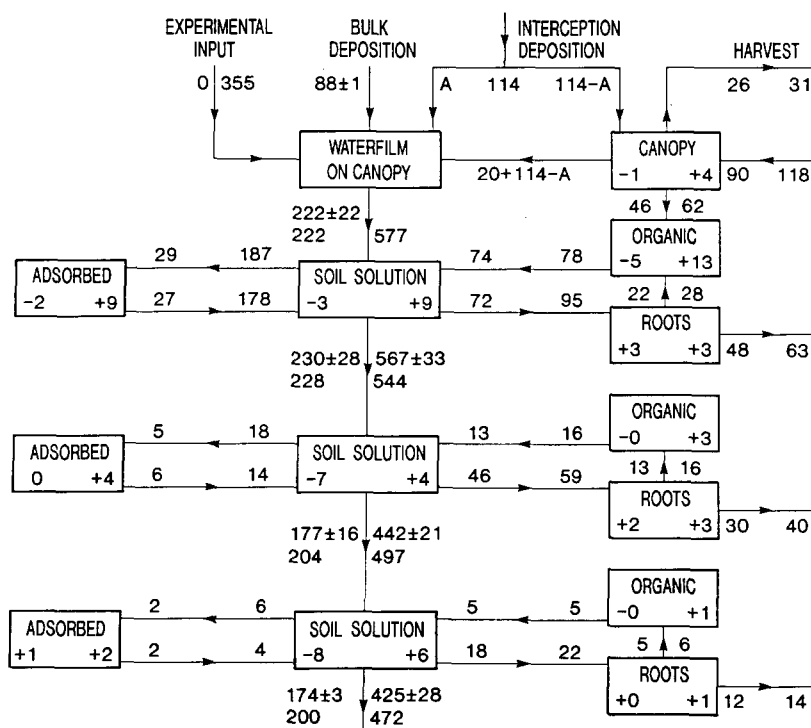 EXPERIMENTAL INPUT
BULK DEPOSITION
INTERCEPTION DEPOSITION
HARVEST
0 355
88±1
A 114 114-A
26 31
WATERFILM ON CANOPY
20+114-A
CANOPY
-1 +4
90 118
46 62
222±22
222 577
29 187
74 78
ORGANIC
-5 +13
ADSORBED
-2 +9
SOIL SOLUTION
-3 +9
27 178
72 95
22 28
ROOTS
+3 +3
48 63
230±28 567±33
228 544
5 18
13 16
ORGANIC
-0 +3
ADSORBED
0 +4
SOIL SOLUTION
-7 +4
6 14
46 59
13 16
ROOTS
+2 +3
30 40
177±16 442±21
204 497
2 6
5 5
ORGANIC
-0 +1
ADSORBED
+1 +2
SOIL SOLUTION
-8 +6
2 4
18 22
5 6
ROOTS
+0 +1
12 14
174±3 425±28
200 472